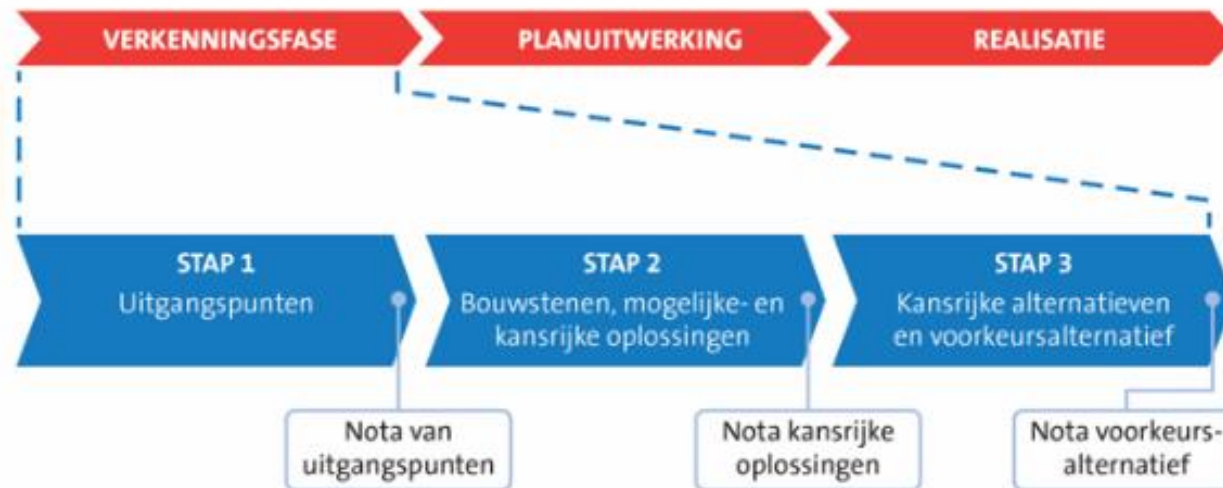 VERKENNINGSFASE
PLANUITWERKING
REALISATIE
STAP 1
Uitgangspunten
STAP 2
Bouwstenen, mogelijke- en
kansrijke oplossingen
STAP 3
Kansrijke alternatieven
en voorkeursalternatief
Nota van
uitgangspunten
Nota kansrijke
oplossingen
Nota voorkeurs-
alternatief